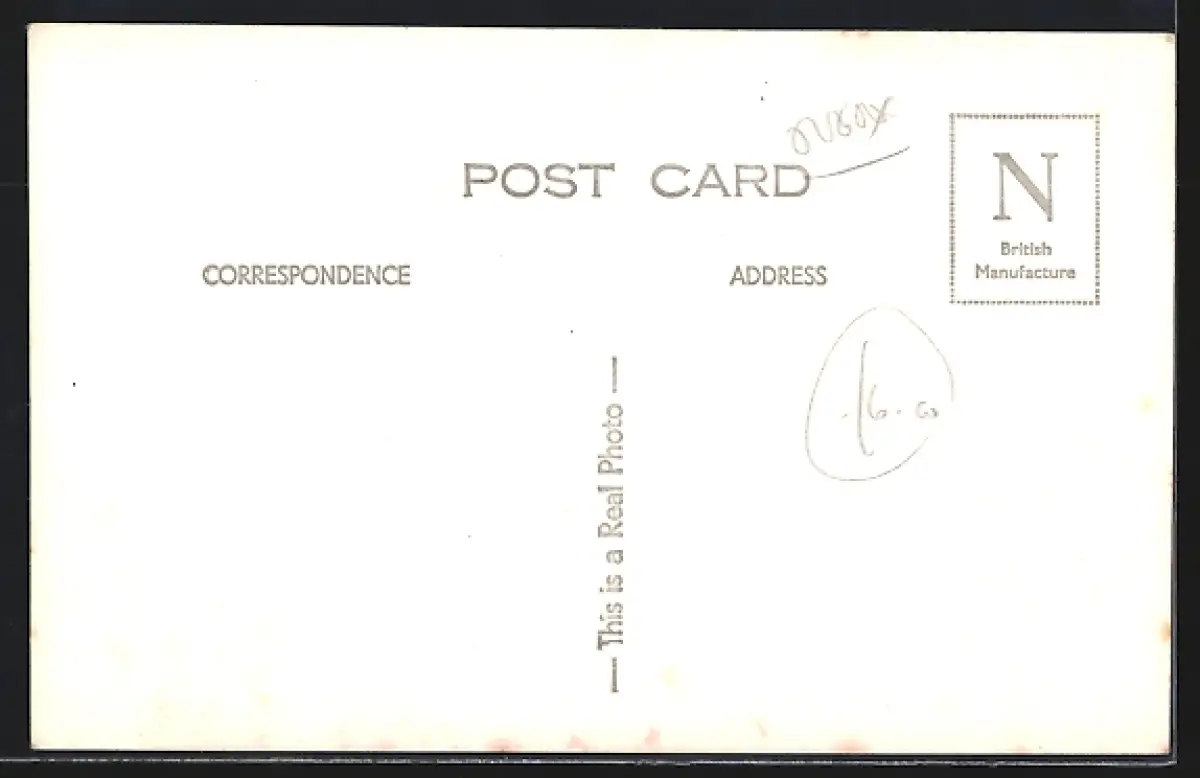 POST CARD
N
British
Manufacture
CORRESPONDENCE
ADDRESS
— This is a Real Photo —